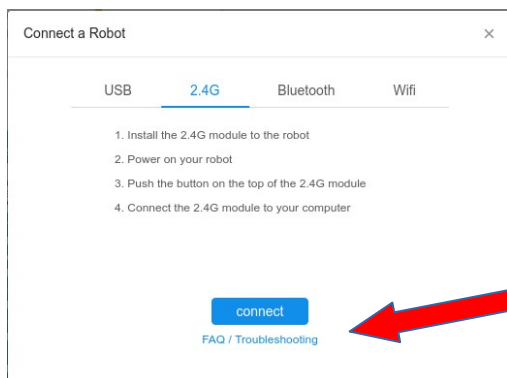 Connect a Robot ×
USB 2.4G Bluetooth Wifi
1. Install the 2.4G module to the robot
2. Power on your robot
3. Push the button on the top of the 2.4G module
4. Connect the 2.4G module to your computer
connect
FAQ / Troubleshooting